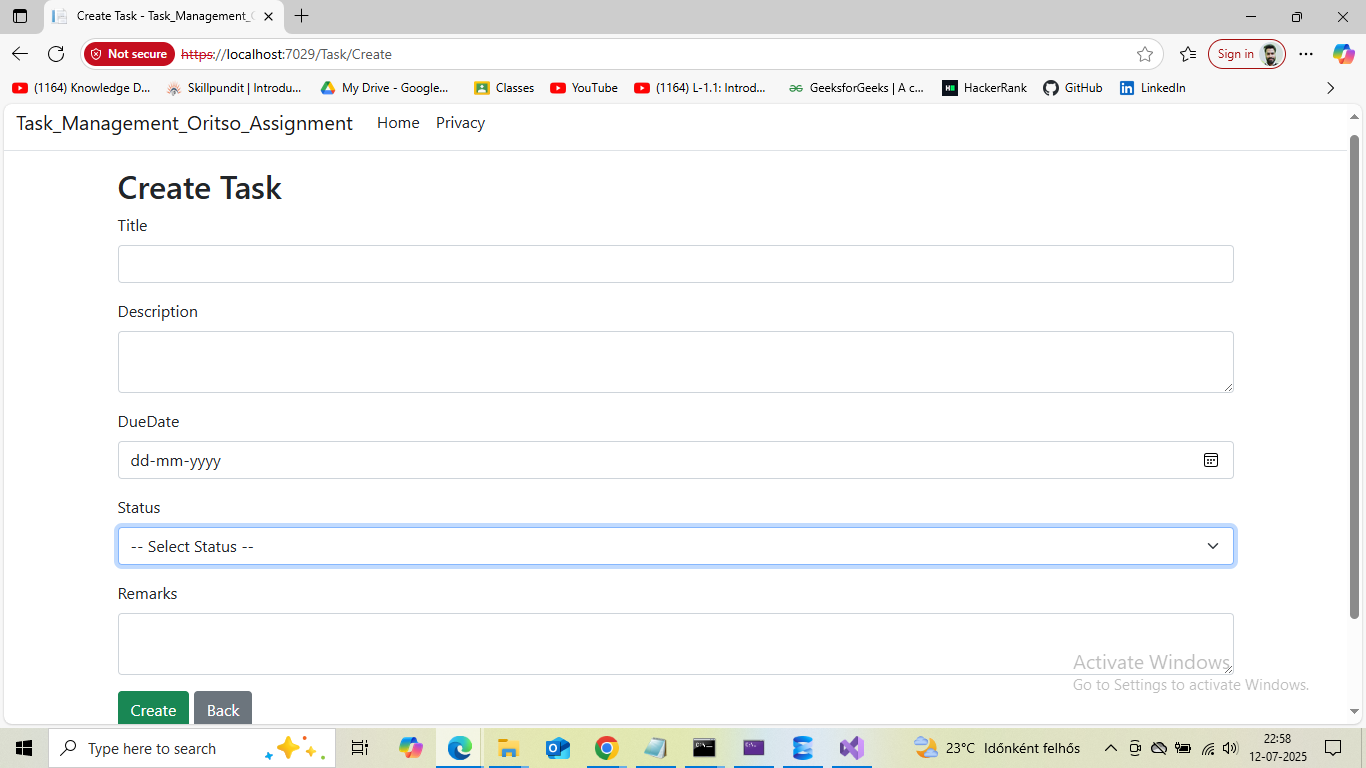 Create Task - Task_Management_
Not secure https://localhost:7029/Task/Create Sign in
(1164) Knowledge D... Skillpundit | Introdu... My Drive - Google... Classes YouTube (1164) L-1.1: Introd... GeeksforGeeks | A c... HackerRank GitHub LinkedIn
Task_Management_Oritso_Assignment Home Privacy
Create Task
Title
Description
DueDate
dd-mm-yyyy
Status
-- Select Status --
Remarks
Activate Windows
Go to Settings to activate Windows.
Create Back
Type here to search 23°C Időnként felhős 22:58
12-07-2025